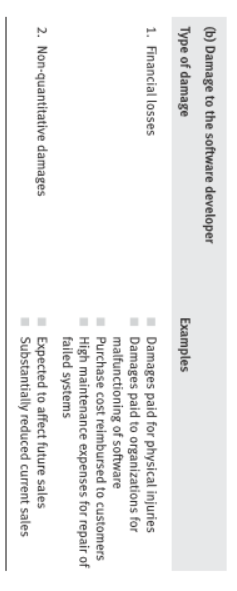 (b) Damage to the software developer
Type of damage Examples
1. Financial losses ■ Damages paid for physical injuries
■ Damages paid to organizations for
malfunctioning of software
■ Purchase cost reimbursed to customers
■ High maintenance expenses for repair of
failed systems
2. Non-quantitative damages ■ Expected to affect future sales
■ Substantially reduced current sales